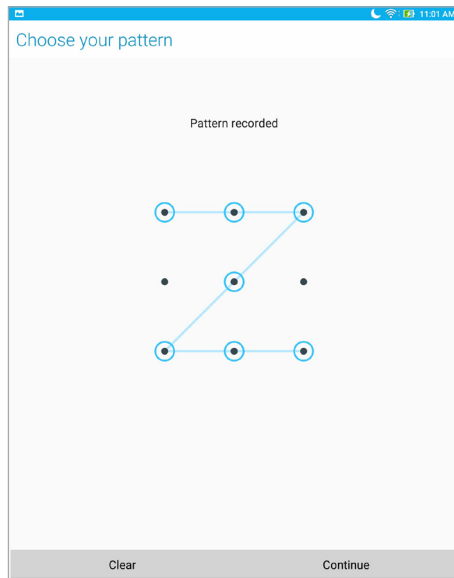 11:01 AM
Choose your pattern
Pattern recorded
Clear
Continue